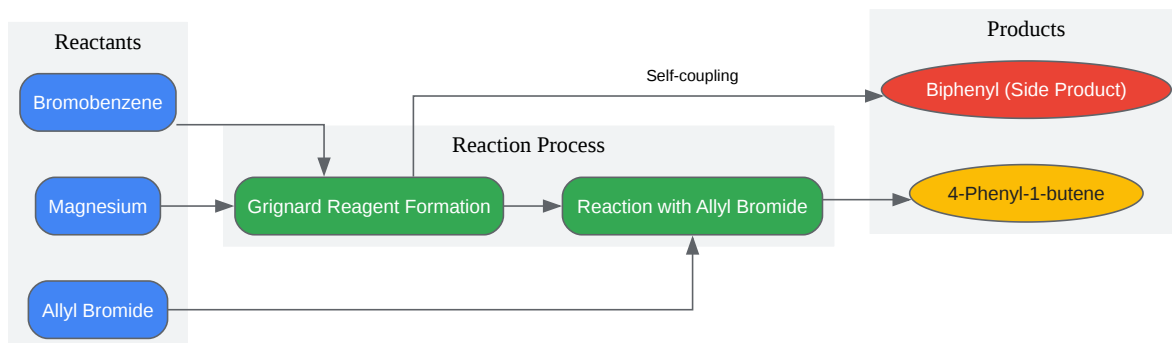 Reactants
Bromobenzene
Magnesium
Allyl Bromide
Reaction Process
Grignard Reagent Formation
Reaction with Allyl Bromide
Self-coupling
Products
Biphenyl (Side Product)
4-Phenyl-1-butene